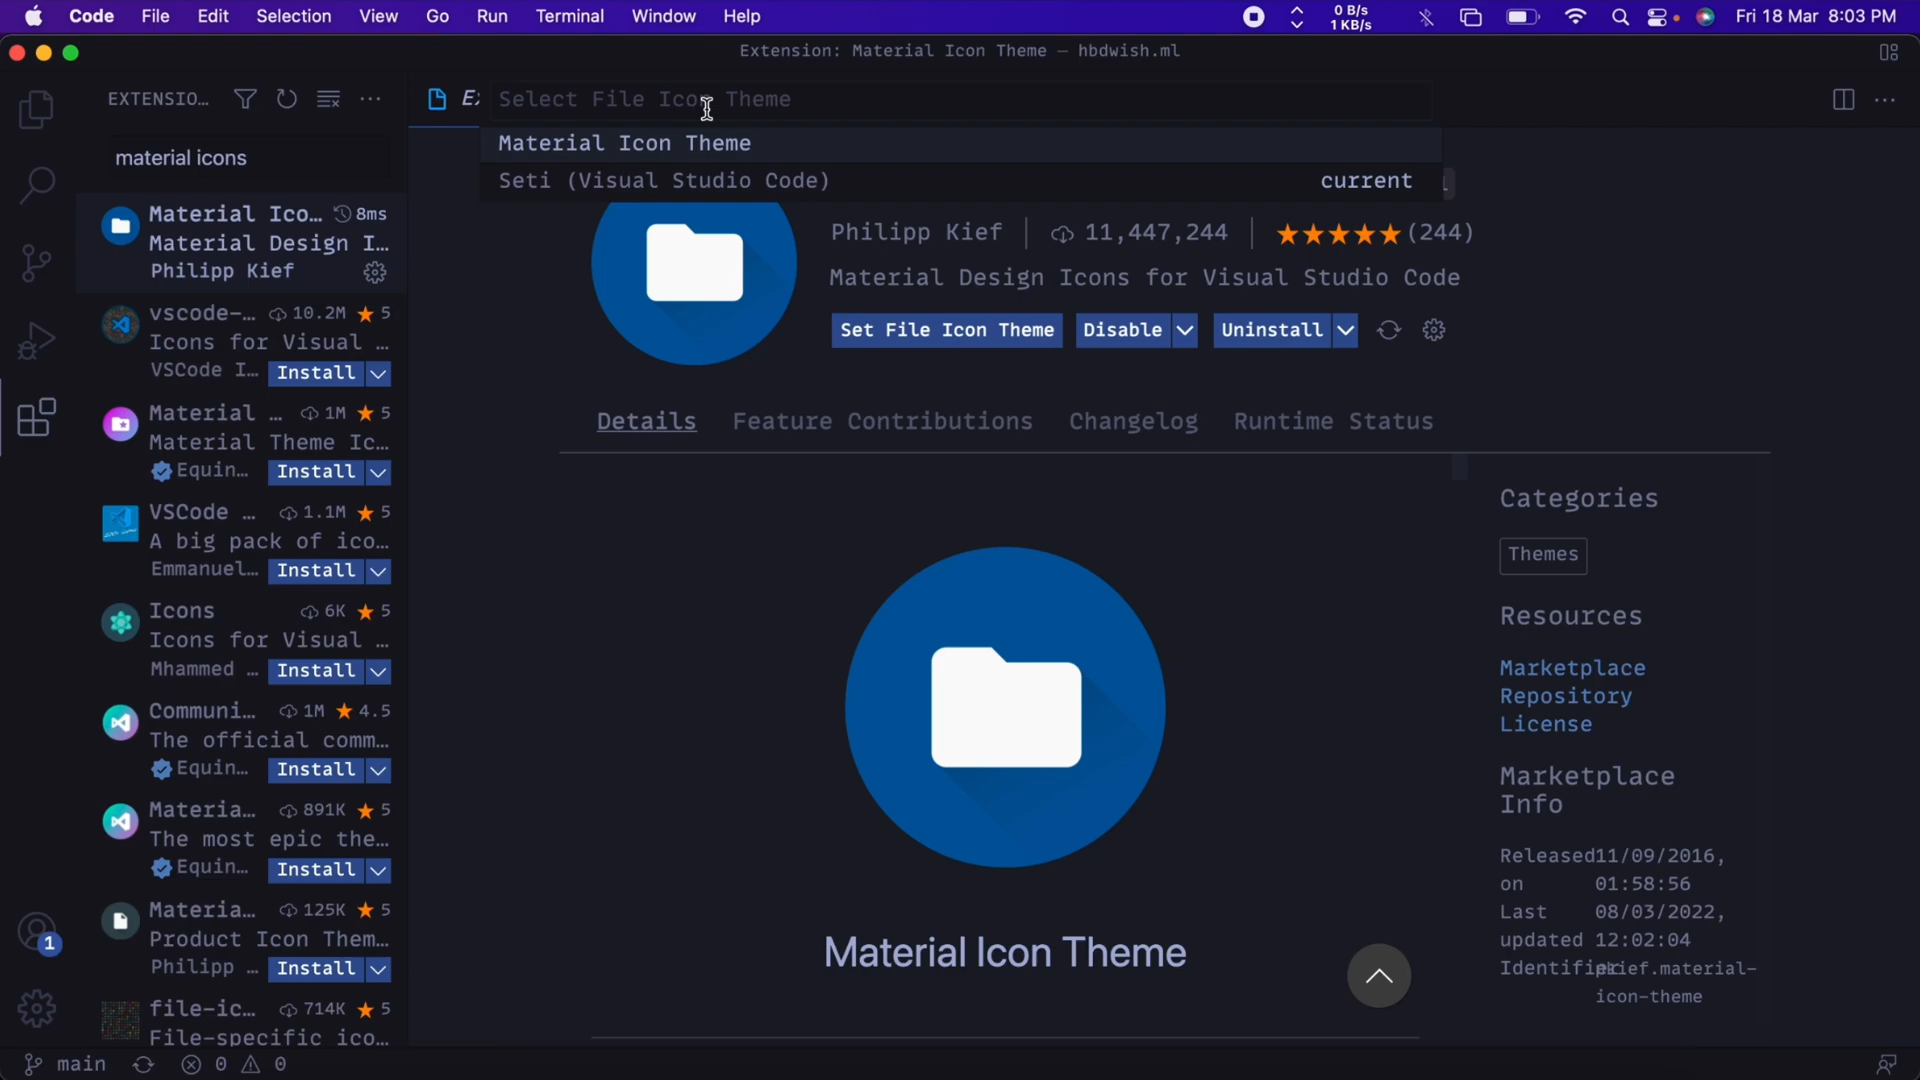 Code File Edit Selection View Go Run Terminal Window Help 0 B/s 1 KB/s Fri 18 Mar 8:03 PM
Extension: Material Icon Theme — hbdwish.ml
EXTENSIO...
Select File Icon Theme
Material Icon Theme
Seti (Visual Studio Code) current
material icons
Material Ico... 8ms
Material Design I...
Philipp Kief
vscode-... 10.2M ★ 5
Icons for Visual ...
VSCode I... Install
Material ... 1M ★ 5
Material Theme Ic...
Equin... Install
VSCode ... 1.1M ★ 5
A big pack of ico...
Emmanuel... Install
Icons 6K ★ 5
Icons for Visual ...
Mhammed ... Install
Communi... 1M ★ 4.5
The official comm...
Equin... Install
Materia... 891K ★ 5
The most epic the...
Equin... Install
Materia... 125K ★ 5
Product Icon Them...
Philipp ... Install
file-ic... 714K ★ 5
File-specific ico...
Philipp Kief | 11,447,244 | ★★★★★(244)
Material Design Icons for Visual Studio Code
Set File Icon Theme Disable Uninstall
Details Feature Contributions Changelog Runtime Status
Material Icon Theme
Categories
Themes
Resources
Marketplace
Repository
License
Marketplace
Info
Released 11/09/2016,
on 01:58:56
Last 08/03/2022,
updated 12:02:04
Identifier pkief.material-
icon-theme
1
main 0 0